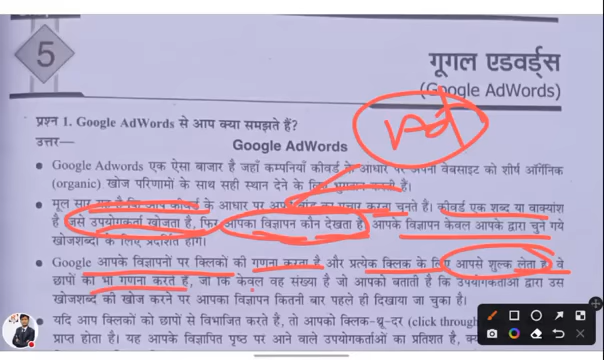 5
गूगल एडवर्ड्स
(Google AdWords)
प्रश्न 1. Google AdWords से आप क्या समझते हैं?
उत्तर—
Google AdWords
Google Adwords एक ऐसा बाजार है जहाँ कम्पनियाँ कीवर्ड के आधार पर अपनी वेबसाइट को शीर्ष ऑर्गेनिक
(organic) खोज परिणामों के साथ सही स्थान देने के लिए भुगतान करती हैं।
मूल सार यह है कि आप कीवर्ड के आधार पर अपने ब्रांड का प्रचार करना चुनते हैं। कीवर्ड एक शब्द या वाक्यांश
है जिसे उपयोगकर्ता खोजता है, फिर आपका विज्ञापन कौन देखता है। आपके विज्ञापन केवल आपके द्वारा चुने गये
खोजशब्दों के लिए प्रदर्शित होंगे।
Google आपके विज्ञापनों पर क्लिकों की गणना करता है और प्रत्येक क्लिक के लिए आपसे शुल्क लेता है। वे
छापों का भी गणना करते हैं, जो कि केवल वह संख्या है जो आपको बताती है कि उपयोगकर्ताओं द्वारा उस
खोजशब्द की खोज करने पर आपका विज्ञापन कितनी बार पहले ही दिखाया जा चुका है।
यदि आप क्लिकों को छापों से विभाजित करते हैं, तो आपको क्लिक-थ्रू-दर (click through
प्राप्त होता है। यह आपके विज्ञापित पृष्ठ पर आने वाले उपयोगकर्ताओं का प्रतिशत है,
Ad